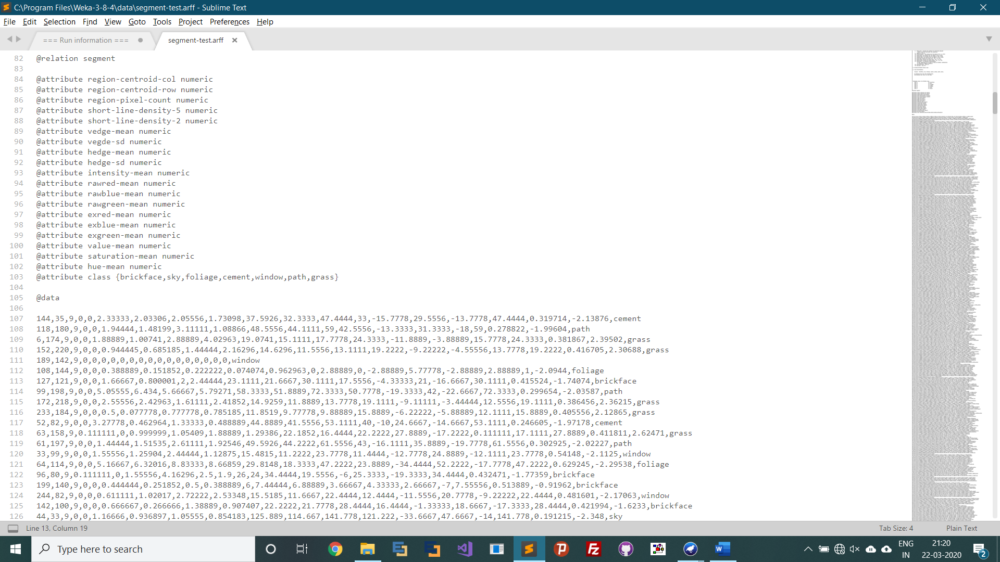 C:\Program Files\Weka-3-8-4\data\segment-test.arff - Sublime Text
File Edit Selection Find View Goto Tools Project Preferences Help
=== Run information ===
segment-test.arff
82 @relation segment
83
84 @attribute region-centroid-col numeric
85 @attribute region-centroid-row numeric
86 @attribute region-pixel-count numeric
87 @attribute short-line-density-5 numeric
88 @attribute short-line-density-2 numeric
89 @attribute vedge-mean numeric
90 @attribute vegde-sd numeric
91 @attribute hedge-mean numeric
92 @attribute hedge-sd numeric
93 @attribute intensity-mean numeric
94 @attribute rawred-mean numeric
95 @attribute rawblue-mean numeric
96 @attribute rawgreen-mean numeric
97 @attribute exred-mean numeric
98 @attribute exblue-mean numeric
99 @attribute exgreen-mean numeric
100 @attribute value-mean numeric
101 @attribute saturation-mean numeric
102 @attribute hue-mean numeric
103 @attribute class {brickface,sky,foliage,cement,window,path,grass}
104
105 @data
106
107 144,35,9,0,0,2.33333,2.03306,2.05556,1.73098,37.5926,32.3333,47.4444,33,-15.7778,29.5556,-13.7778,47.4444,0.319714,-2.13876,cement
108 118,180,9,0,0,1.94444,1.48199,3.11111,1.08866,48.5556,44.1111,59,42.5556,-13.3333,31.3333,-18,59,0.278822,-1.99604,path
109 6,174,9,0,0,1.88889,1.00741,2.88889,4.02963,19.0741,15.1111,17.7778,24.3333,-11.8889,-3.88889,15.7778,24.3333,0.381867,2.39502,grass
110 152,220,9,0,0,0.944445,0.685185,1.44444,2.16296,14.6296,11.5556,13.1111,19.2222,-9.22222,-4.55556,13.7778,19.2222,0.416705,2.30688,grass
111 189,142,9,0,0,0,0,0,0,0,0,0,0,0,0,0,0,0,0,window
112 108,144,9,0,0,0.388889,0.151852,0.222222,0.074074,0.962963,0,2.88889,0,-2.88889,5.77778,-2.88889,2.88889,1,-2.0944,foliage
113 127,121,9,0,0,1.66667,0.800001,2,2.44444,23.1111,21.6667,30.1111,17.5556,-4.33333,21,-16.6667,30.1111,0.415524,-1.74074,brickface
114 99,198,9,0,0,5.05555,6.434,5.66667,5.79271,58.3333,51.8889,72.3333,50.7778,-19.3333,42,-22.6667,72.3333,0.299654,-2.03587,path
115 172,218,9,0,0,2.55556,2.42963,1.61111,2.41852,14.9259,11.8889,13.7778,19.1111,-9.11111,-3.44444,12.5556,19.1111,0.386456,2.36215,grass
116 233,184,9,0,0,0.5,0.077778,0.777778,0.785185,11.8519,9.77778,9.88889,15.8889,-6.22222,-5.88889,12.1111,15.8889,0.405556,2.12865,grass
117 52,82,9,0,0,3.27778,0.462964,1.33333,0.488889,44.8889,41.5556,53.1111,40,-10,24.6667,-14.6667,53.1111,0.246605,-1.97178,cement
118 63,158,9,0.111111,0,0.999999,1.05409,1.88889,1.29386,22.1852,16.4444,22.2222,27.8889,-17.2222,0.111111,17.1111,27.8889,0.411811,2.62471,grass
119 61,197,9,0,0,1.44444,1.51535,2.61111,1.92546,49.5926,44.2222,61.5556,43,-16.1111,35.8889,-19.7778,61.5556,0.302925,-2.02227,path
120 33,99,9,0,0,1.55556,1.25904,2.44444,1.12875,15.4815,11.2222,23.7778,11.4444,-12.7778,24.8889,-12.1111,23.7778,0.54148,-2.1125,window
121 64,114,9,0,0,5.16667,6.32016,8.83333,8.66859,29.8148,18.3333,47.2222,23.8889,-34.4444,52.2222,-17.7778,47.2222,0.629245,-2.29538,foliage
122 96,80,9,0.111111,0,1.55556,4.16296,2.5,1.9,26,24,34.4444,19.5556,-6,25.3333,-19.3333,34.4444,0.432471,-1.77359,brickface
123 199,140,9,0,0,0.444444,0.251852,0.5,0.388889,6,7.44444,6.88889,3.66667,4.33333,2.66667,-7,7.55556,0.513889,-0.91962,brickface
124 244,82,9,0,0,0.611111,1.02017,2.72222,2.53348,15.5185,11.6667,22.4444,12.4444,-11.5556,20.7778,-9.22222,22.4444,0.481601,-2.17063,window
125 142,100,9,0,0,0.666667,0.266666,1.38889,0.907407,22.2222,21.7778,28.4444,16.4444,-1.33333,18.6667,-17.3333,28.4444,0.421994,-1.6233,brickface
126 44,33,9,0,0,1.16666,0.936897,1.05555,0.854183,125.889,114.667,141.778,121.222,-33.6667,47.6667,-14,141.778,0.191215,-2.348,sky
Line 13, Column 19
Tab Size: 4
Plain Text
Type here to search
ENG
IN
21:20
22-03-2020
2